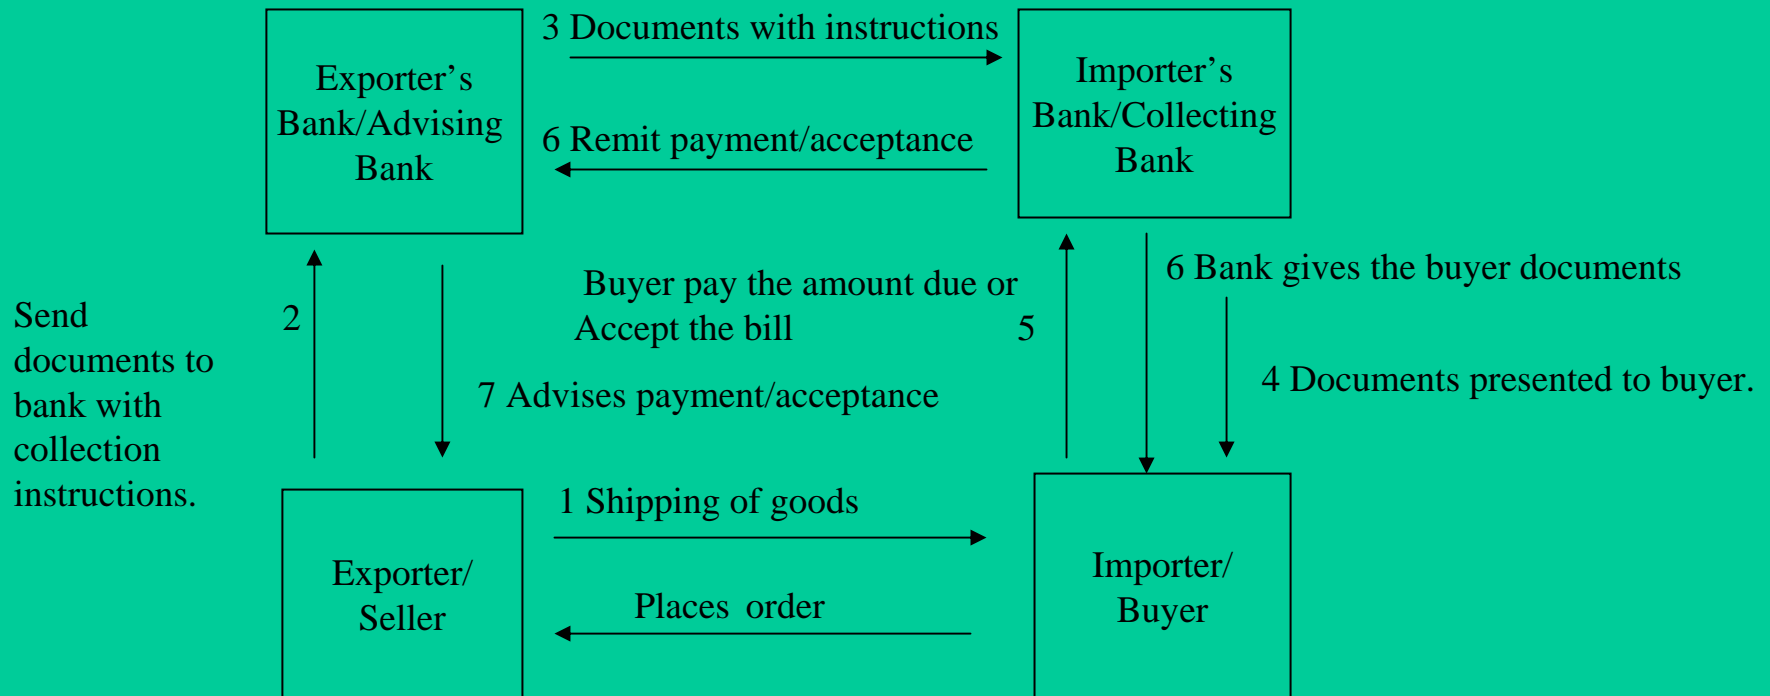 3 Documents with instructions
Exporter’s
Bank/Advising
Bank
Importer’s
Bank/Collecting
Bank
6 Remit payment/acceptance
Send
documents to
bank with
collection
instructions.
2
Buyer pay the amount due or
Accept the bill
5
6 Bank gives the buyer documents
4 Documents presented to buyer.
7 Advises payment/acceptance
1 Shipping of goods
Exporter/
Seller
Places order
Importer/
Buyer